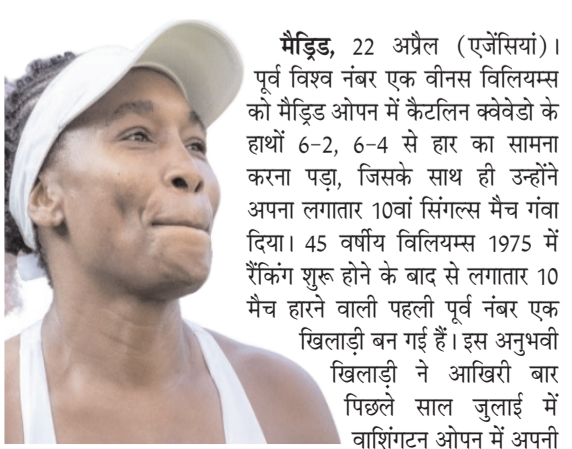 मैड्रिड, 22 अप्रैल (एजेंसियां)।
पूर्व विश्व नंबर एक वीनस विलियम्स
को मैड्रिड ओपन में कैटलिन क्वेवेडो के
हाथों 6-2, 6-4 से हार का सामना
करना पड़ा, जिसके साथ ही उन्होंने
अपना लगातार 10वां सिंगल्स मैच गंवा
दिया। 45 वर्षीय विलियम्स 1975 में
रैंकिंग शुरू होने के बाद से लगातार 10
मैच हारने वाली पहली पूर्व नंबर एक
खिलाड़ी बन गई हैं। इस अनुभवी
खिलाड़ी ने आखिरी बार
पिछले साल जुलाई में
वाशिंगटन ओपन में अपनी